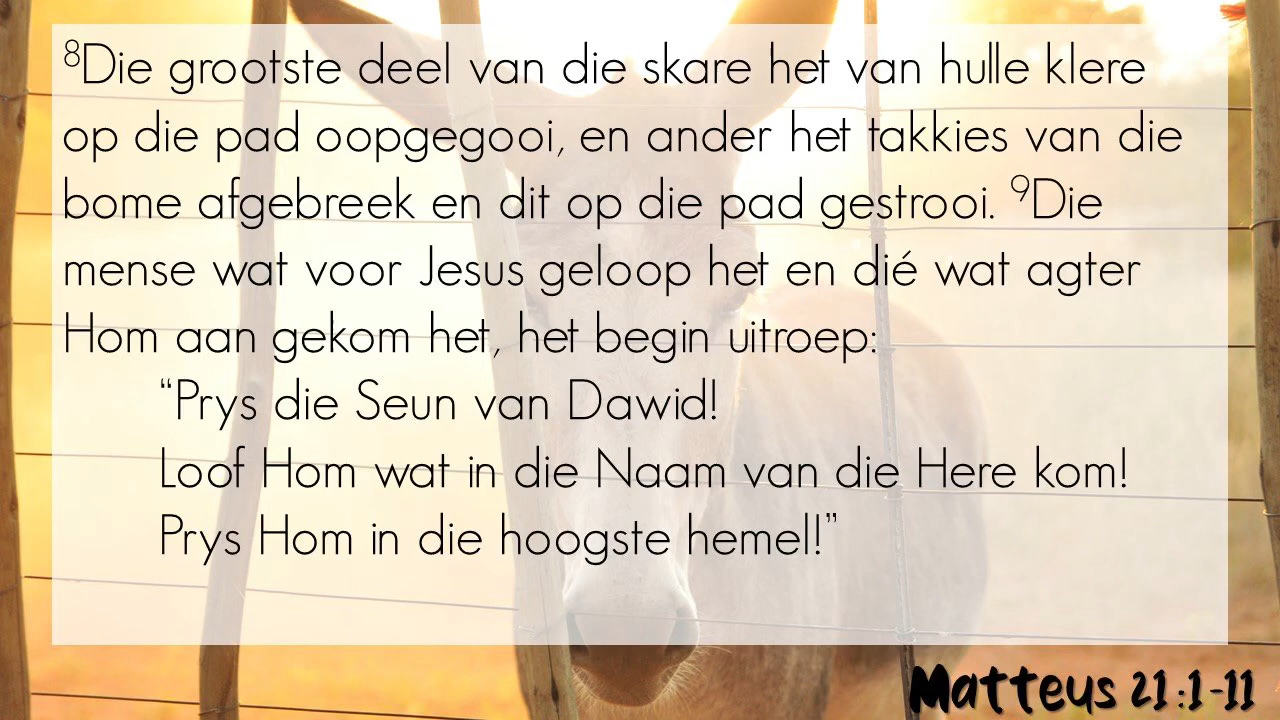 ⁸Die grootste deel van die skare het van hulle klere
op die pad oopgegooi, en ander het takkies van die
bome afgebreek en dit op die pad gestrooi. ⁹Die
mense wat voor Jesus geloop het en dié wat agter
Hom aan gekom het, het begin uitroep:
“Prys die Seun van Dawid!
Loof Hom wat in die Naam van die Here kom!
Prys Hom in die hoogste hemel!”
Matteus 21:1-11